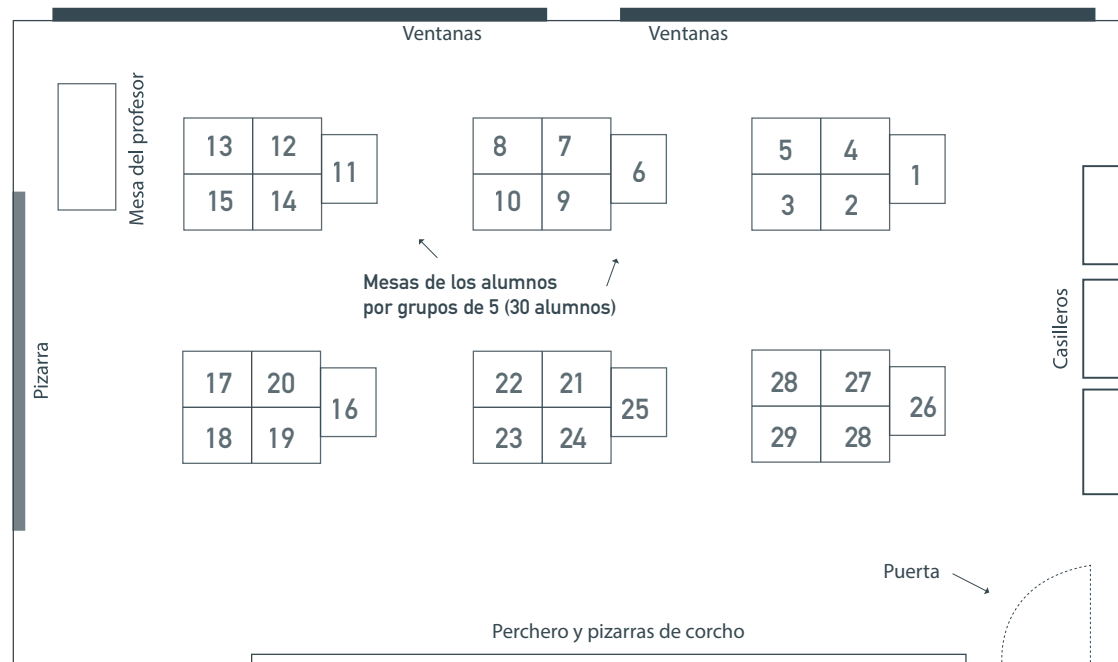 Ventanas
Ventanas
Mesa del profesor
13 12
11
15 14
8 7
6
10 9
5 4
1
3 2
Mesas de los alumnos
por grupos de 5 (30 alumnos)
Pizarra
Casilleros
17 20
16
18 19
22 21
25
23 24
28 27
26
29 28
Puerta
Perchero y pizarras de corcho